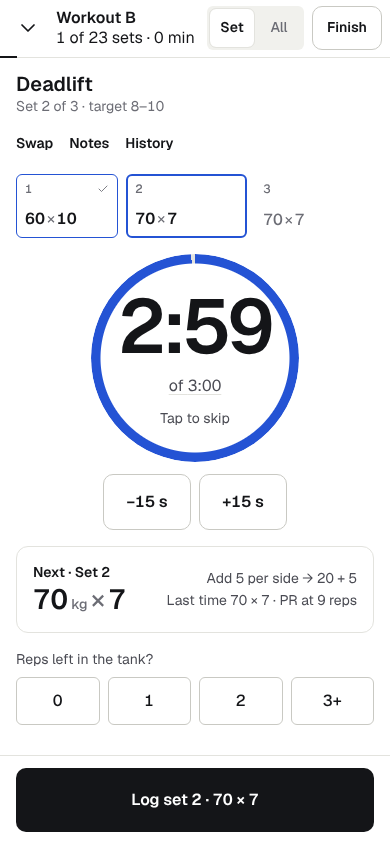 Workout B
1 of 23 sets · 0 min
Set
All
Finish
Deadlift
Set 2 of 3 · target 8–10
Swap
Notes
History
1
60×10
2
70×7
3
70×7
2:59
of 3:00
Tap to skip
−15 s
+15 s
Next · Set 2
70 kg × 7
Add 5 per side → 20 + 5
Last time 70 × 7 · PR at 9 reps
Reps left in the tank?
0
1
2
3+
Log set 2 · 70 × 7